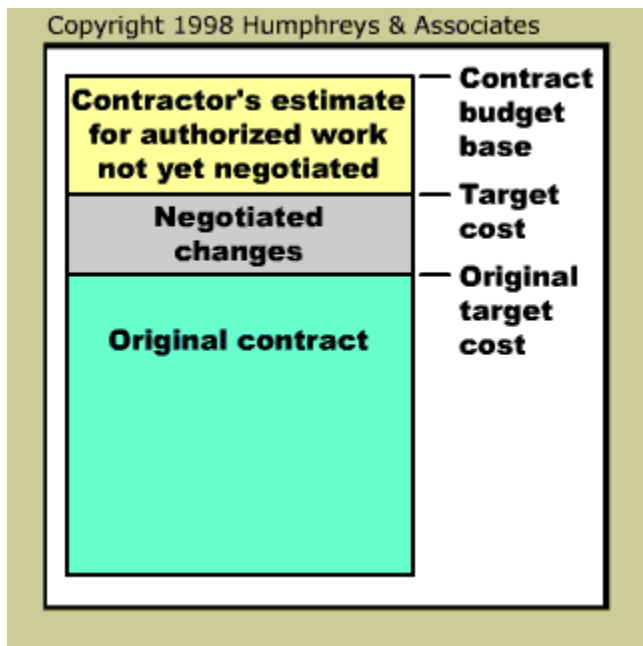 Copyright 1998 Humphreys & Associates
Contractor's estimate
for authorized work
not yet negotiated
Contract
budget
base
Negotiated
changes
Target
cost
Original contract
Original
target
cost